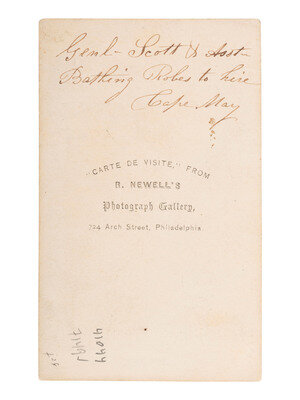 Genl- Scott &
Bathing Robes to hire
Cape May
"CARTE DE VISITE," FROM
R. NEWELL'S
Photograph Gallery,
724 Arch Street, Philadelphia.